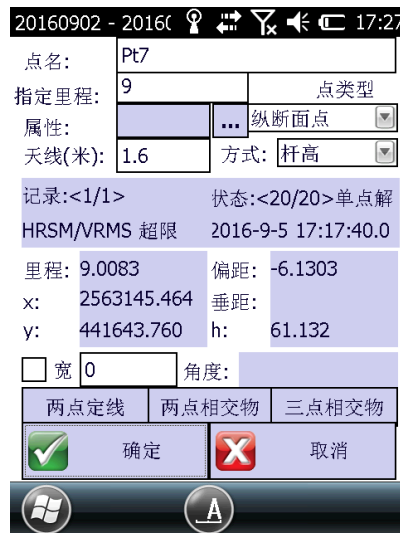 20160902 - 2016( 17:27
点名: Pt7
指定里程: 9 点类型
属性: ... 纵断面点
天线(米): 1.6 方式: 杆高
记录:<1/1> 状态:<20/20>单点解
HRSM/VRMS 超限 2016-9-5 17:17:40.0
里程: 9.0083 偏距: -6.1303
x: 2563145.464 垂距:
y: 441643.760 h: 61.132
宽 0 角度:
两点定线 两点相交物 三点相交物
确定 取消
A